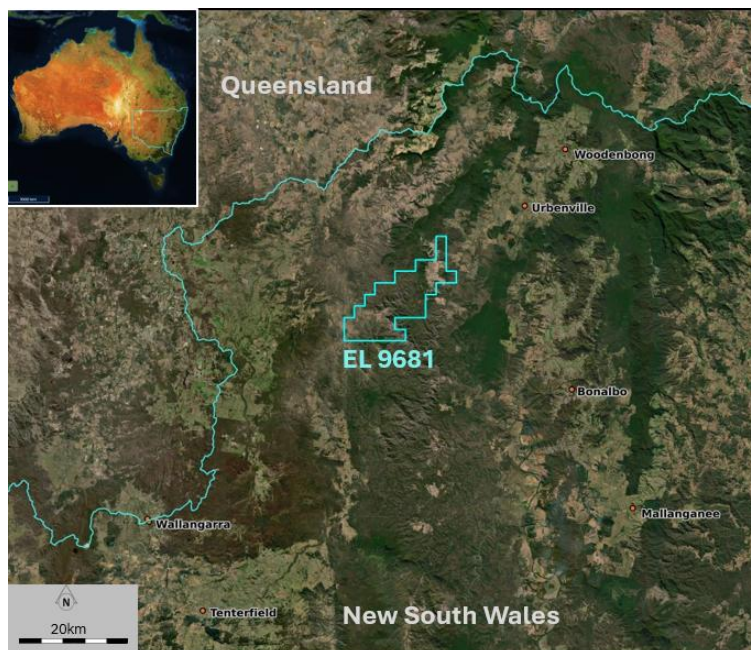 Queensland
Woodenbong
Urbenville
EL 9681
Bonalbo
Mallanganee
Wallangarra
Tenterfield
New South Wales
N
20km